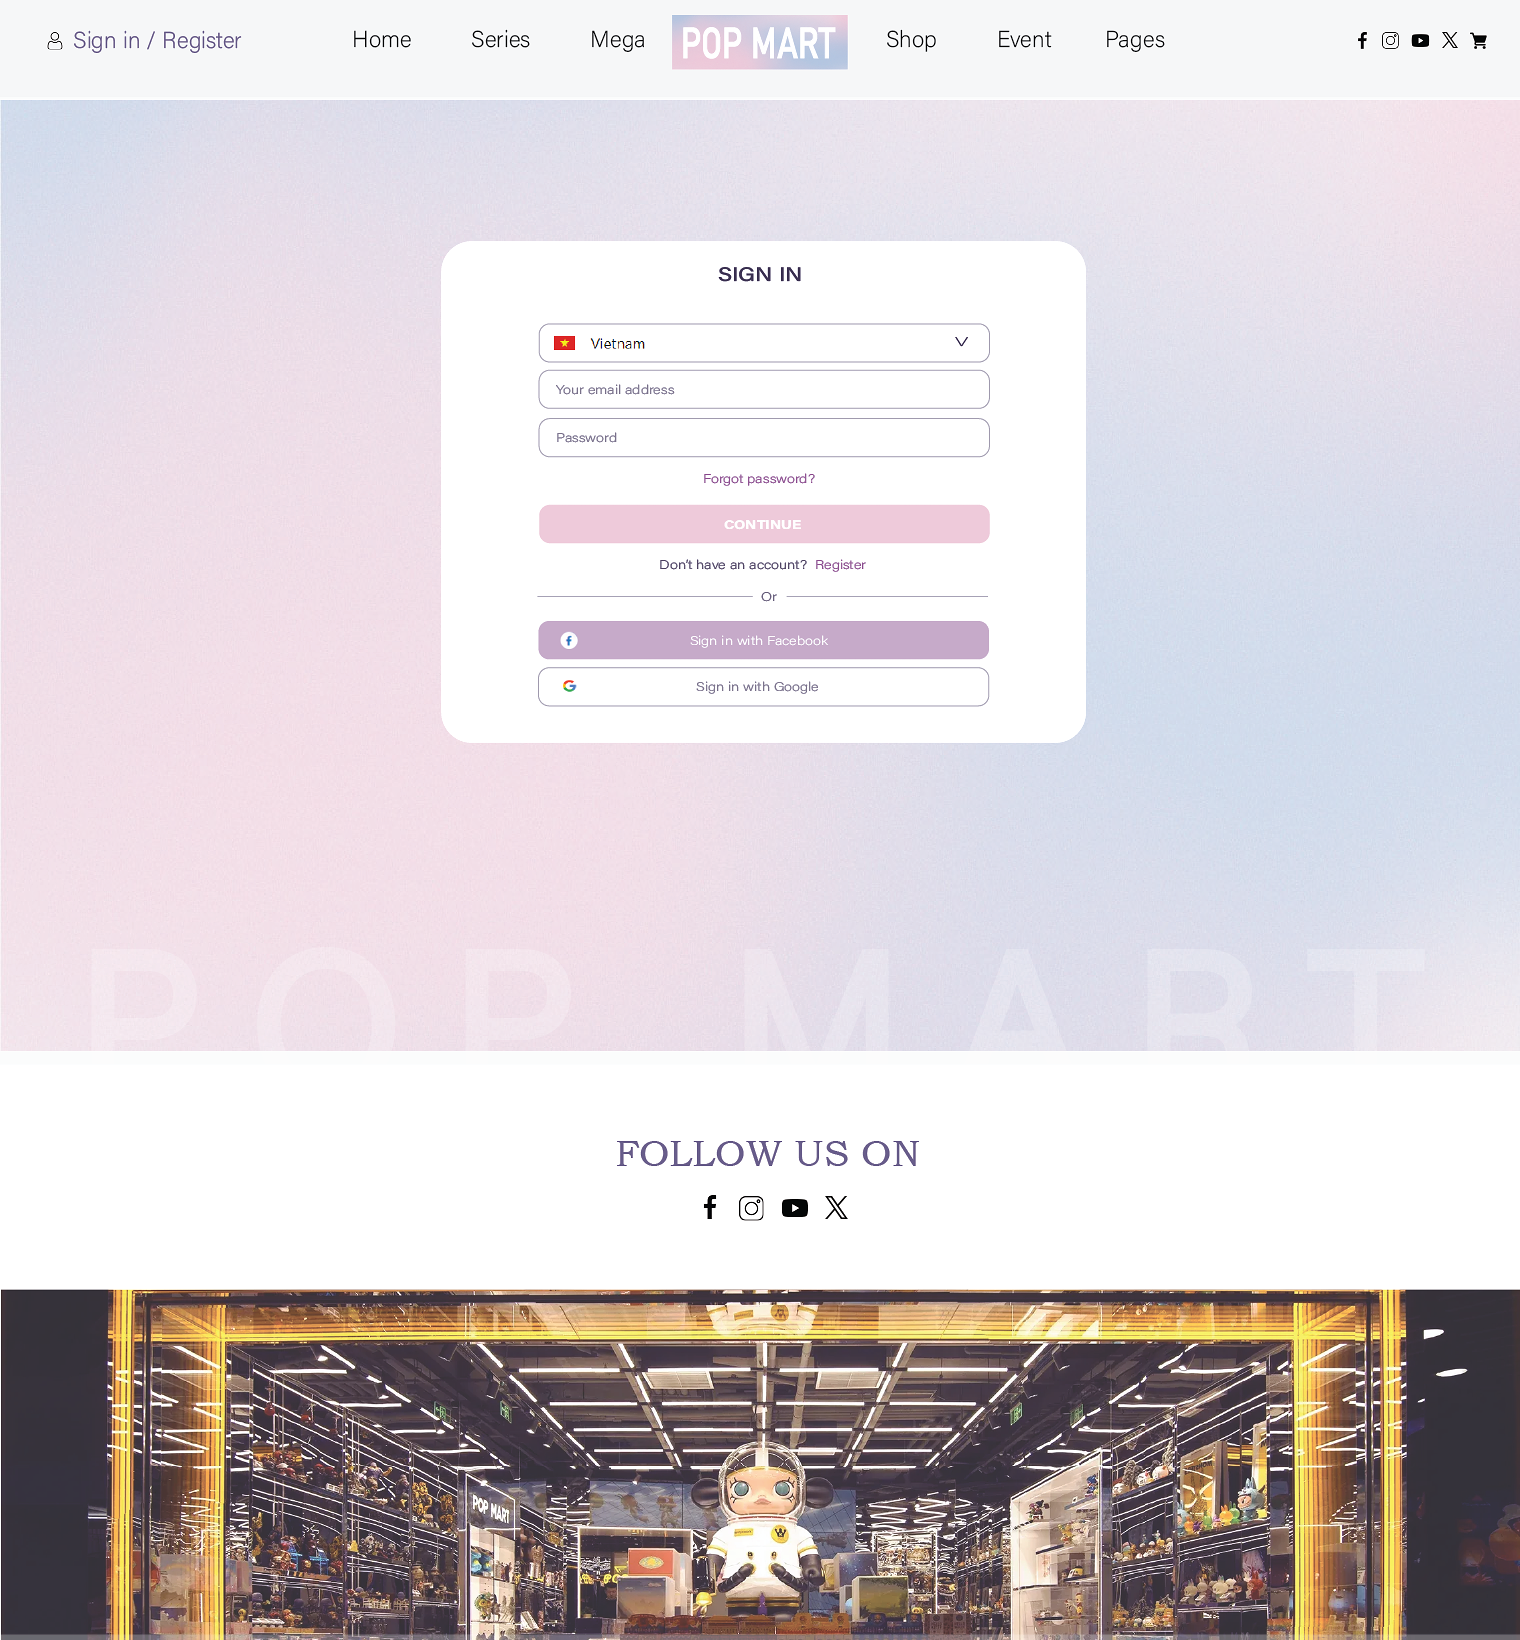 Sign in / Register
Home
Series
Mega
POP MART
Shop
Event
Pages
SIGN IN
Vietnam
Your email address
Password
Forgot password?
CONTINUE
Don't have an account? Register
Or
Sign in with Facebook
Sign in with Google
POP MART
FOLLOW US ON
POP MART